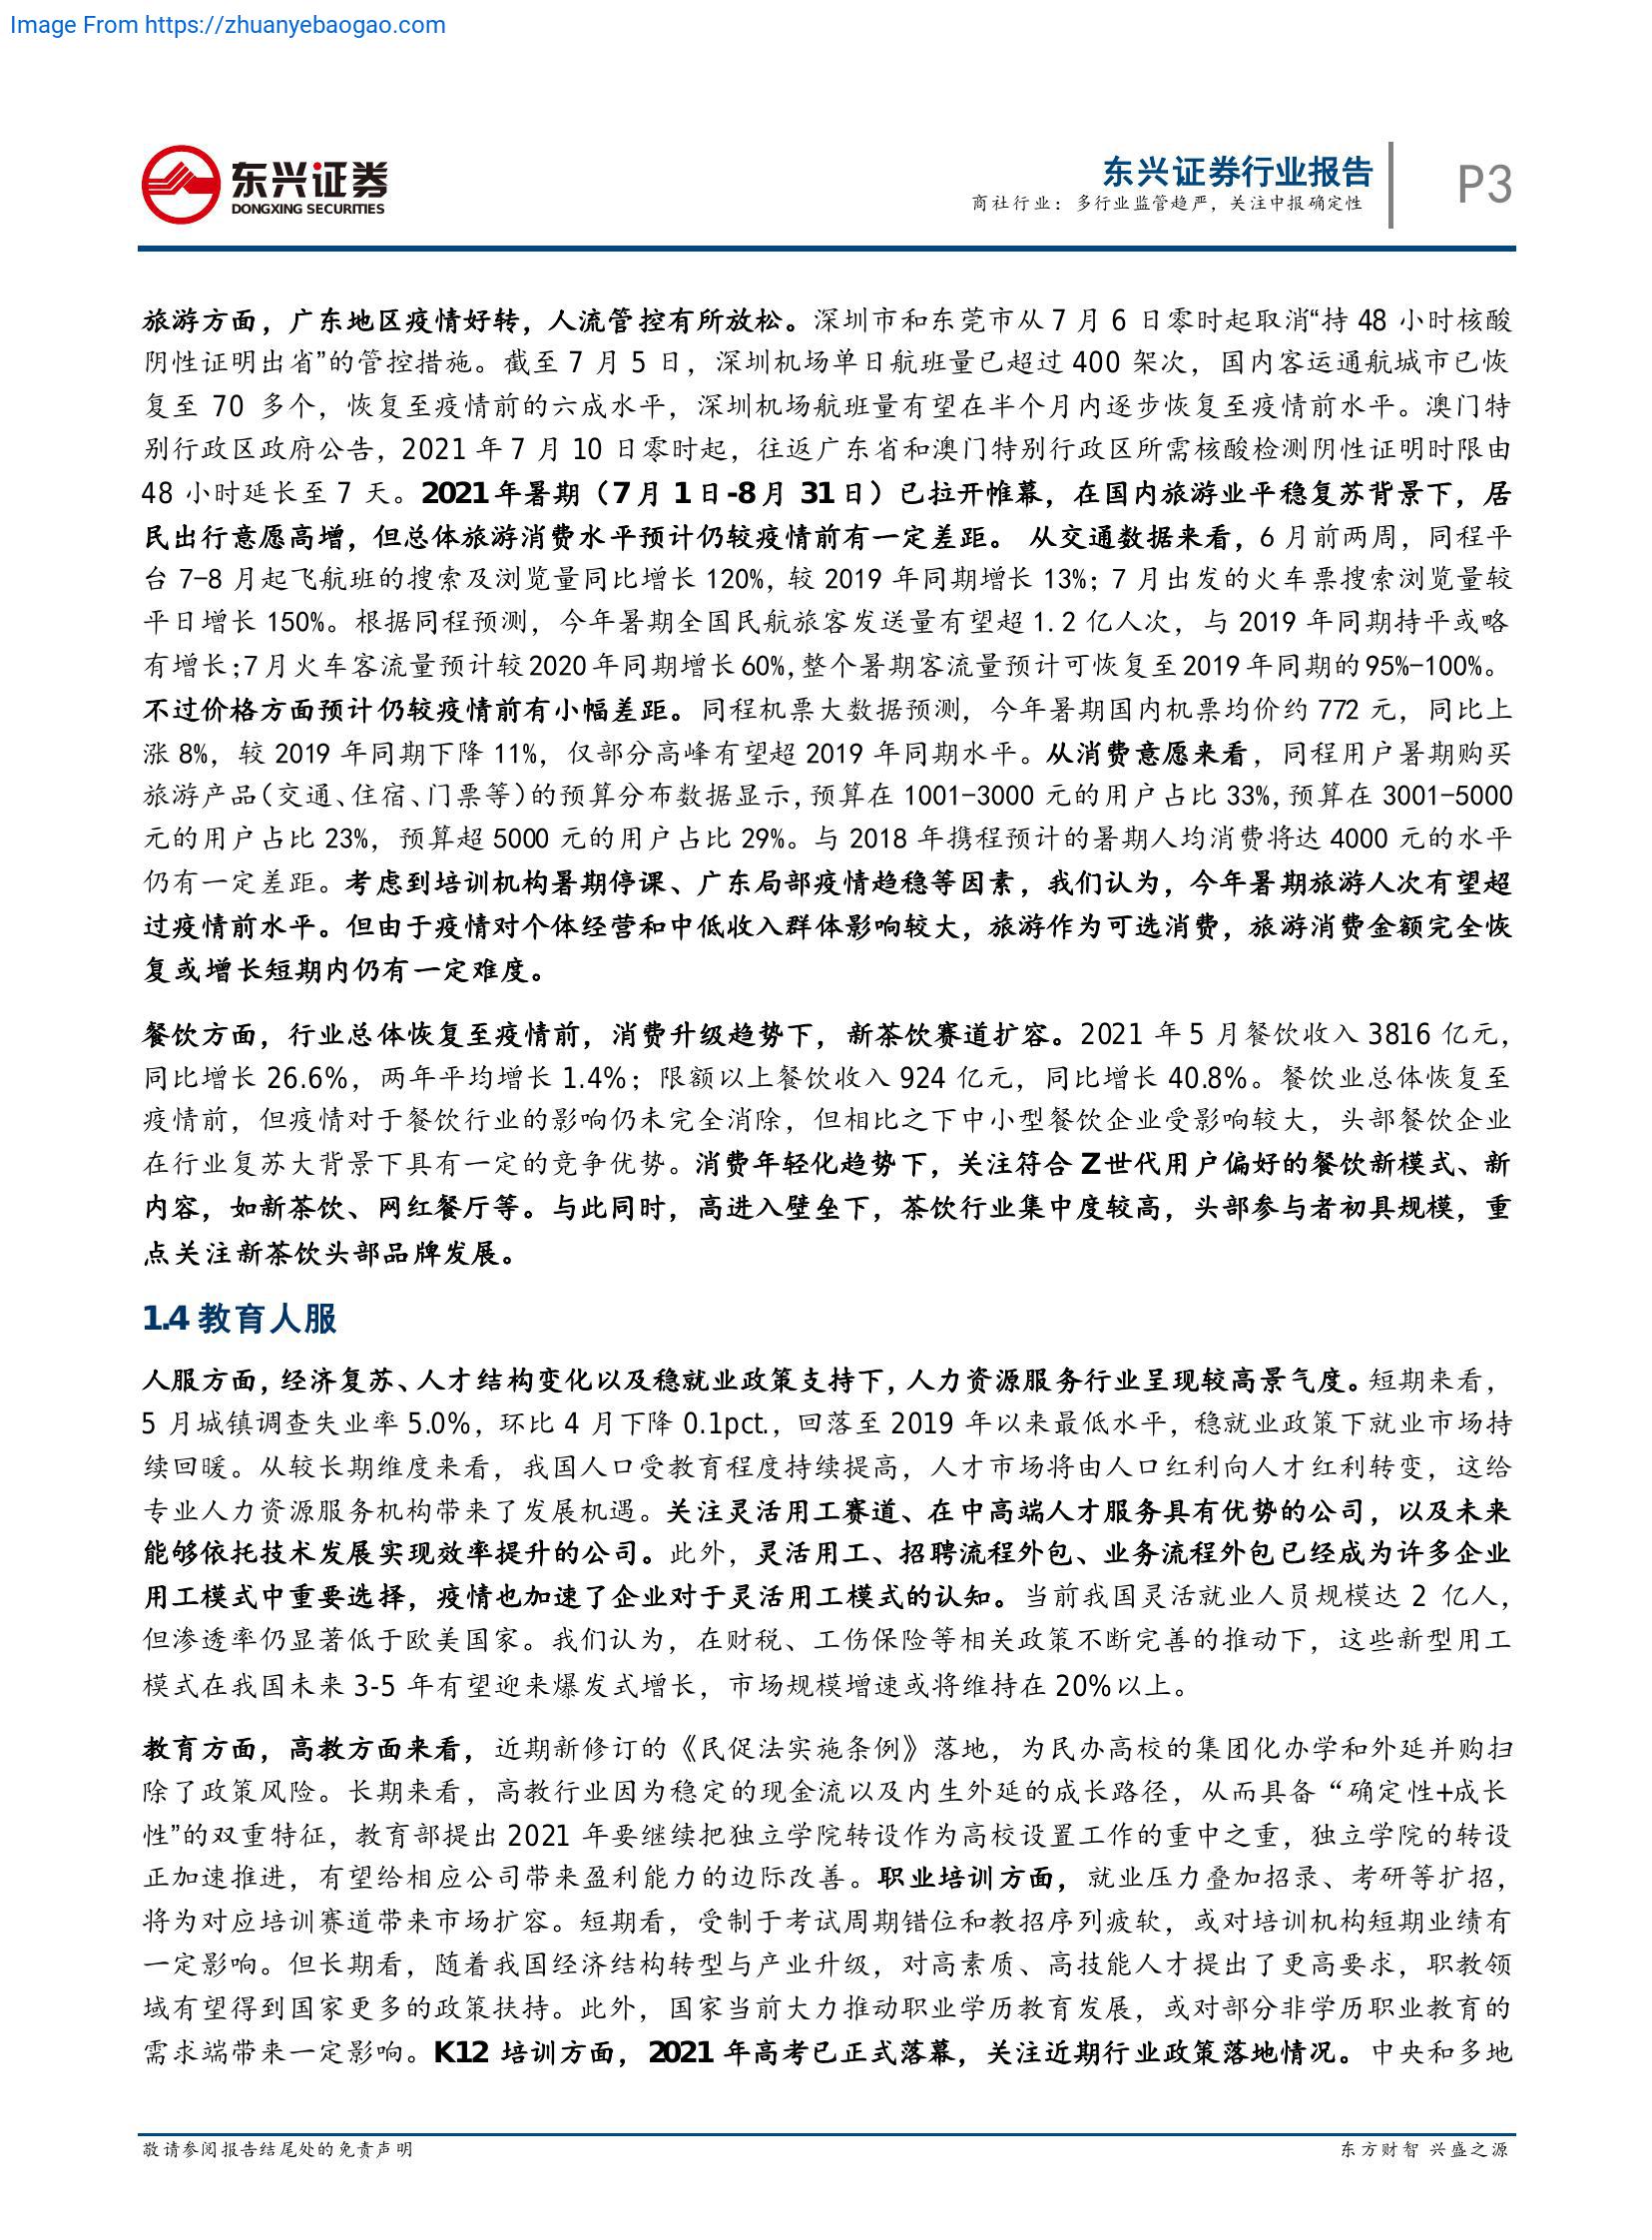 Image From https://zhuanyebaogao.com
东兴证券
DONGXING SECURITIES
东兴证券行业报告
商社行业：多行业监管趋严，关注中报确定性
P3
旅游方面，广东地区疫情好转，人流管控有所放松。深圳市和东莞市从 7 月 6 日零时起取消“持 48 小时核酸
阴性证明出省”的管控措施。截至 7 月 5 日，深圳机场单日航班量已超过 400 架次，国内客运通航城市已恢
复至 70 多个，恢复至疫情前的六成水平，深圳机场航班量有望在半个月内逐步恢复至疫情前水平。澳门特
别行政区政府公告，2021 年 7 月 10 日零时起，往返广东省和澳门特别行政区所需核酸检测阴性证明时限由
48 小时延长至 7 天。2021 年暑期（7 月 1 日-8 月 31 日）已拉开帷幕，在国内旅游业平稳复苏背景下，居
民出行意愿高增，但总体旅游消费水平预计仍较疫情前有一定差距。 从交通数据来看，6 月前两周，同程平
台 7-8 月起飞航班的搜索及浏览量同比增长 120%，较 2019 年同期增长 13%；7 月出发的火车票搜索浏览量较
平日增长 150%。根据同程预测，今年暑期全国民航旅客发送量有望超 1.2 亿人次，与 2019 年同期持平或略
有增长；7 月火车客流量预计较 2020 年同期增长 60%，整个暑期客流量预计可恢复至 2019 年同期的 95%-100%。
不过价格方面预计仍较疫情前有小幅差距。同程机票大数据预测，今年暑期国内机票均价约 772 元，同比上
涨 8%，较 2019 年同期下降 11%，仅部分高峰有望超 2019 年同期水平。从消费意愿来看，同程用户暑期购买
旅游产品（交通、住宿、门票等）的预算分布数据显示，预算在 1001-3000 元的用户占比 33%，预算在 3001-5000
元的用户占比 23%，预算超 5000 元的用户占比 29%。与 2018 年携程预计的暑期人均消费将达 4000 元的水平
仍有一定差距。考虑到培训机构暑期停课、广东局部疫情趋稳等因素，我们认为，今年暑期旅游人次有望超
过疫情前水平。但由于疫情对个体经营和中低收入群体影响较大，旅游作为可选消费，旅游消费金额完全恢
复或增长短期内仍有一定难度。
餐饮方面，行业总体恢复至疫情前，消费升级趋势下，新茶饮赛道扩容。2021 年 5 月餐饮收入 3816 亿元，
同比增长 26.6%，两年平均增长 1.4%；限额以上餐饮收入 924 亿元，同比增长 40.8%。餐饮业总体恢复至
疫情前，但疫情对于餐饮行业的影响仍未完全消除，但相比之下中小型餐饮企业受影响较大，头部餐饮企业
在行业复苏大背景下具有一定的竞争优势。消费年轻化趋势下，关注符合 Z 世代用户偏好的餐饮新模式、新
内容，如新茶饮、网红餐厅等。与此同时，高进入壁垒下，茶饮行业集中度较高，头部参与者初具规模，重
点关注新茶饮头部品牌发展。
1.4 教育人服
人服方面，经济复苏、人才结构变化以及稳就业政策支持下，人力资源服务行业呈现较高景气度。短期来看，
5 月城镇调查失业率 5.0%，环比 4 月下降 0.1pct.，回落至 2019 年以来最低水平，稳就业政策下就业市场持
续回暖。从较长期维度来看，我国人口受教育程度持续提高，人才市场将由人口红利向人才红利转变，这给
专业人力资源服务机构带来了发展机遇。关注灵活用工赛道、在中高端人才服务具有优势的公司，以及未来
能够依托技术发展实现效率提升的公司。此外，灵活用工、招聘流程外包、业务流程外包已经成为许多企业
用工模式中重要选择，疫情也加速了企业对于灵活用工模式的认知。当前我国灵活就业人员规模达 2 亿人，
但渗透率仍显著低于欧美国家。我们认为，在财税、工伤保险等相关政策不断完善的推动下，这些新型用工
模式在我国未来 3-5 年有望迎来爆发式增长，市场规模增速或将维持在 20%以上。
教育方面，高教方面来看，近期新修订的《民促法实施条例》落地，为民办高校的集团化办学和外延并购扫
除了政策风险。长期来看，高教行业因为稳定的现金流以及内生外延的成长路径，从而具备“确定性+成长
性”的双重特征，教育部提出 2021 年要继续把独立学院转设作为高校设置工作的重中之重，独立学院的转设
正加速推进，有望给相应公司带来盈利能力的边际改善。职业培训方面，就业压力叠加招录、考研等扩招，
将为对应培训赛道带来市场扩容。短期看，受制于考试周期错位和教招序列疲软，或对培训机构短期业绩有
一定影响。但长期看，随着我国经济结构转型与产业升级，对高素质、高技能人才提出了更高要求，职教领
域有望得到国家更多的政策扶持。此外，国家当前大力推动职业学历教育发展，或对部分非学历职业教育的
需求端带来一定影响。K12 培训方面，2021 年高考已正式落幕，关注近期行业政策落地情况。中央和多地
敬请参阅报告结尾处的免责声明
东方财智 兴盛之源